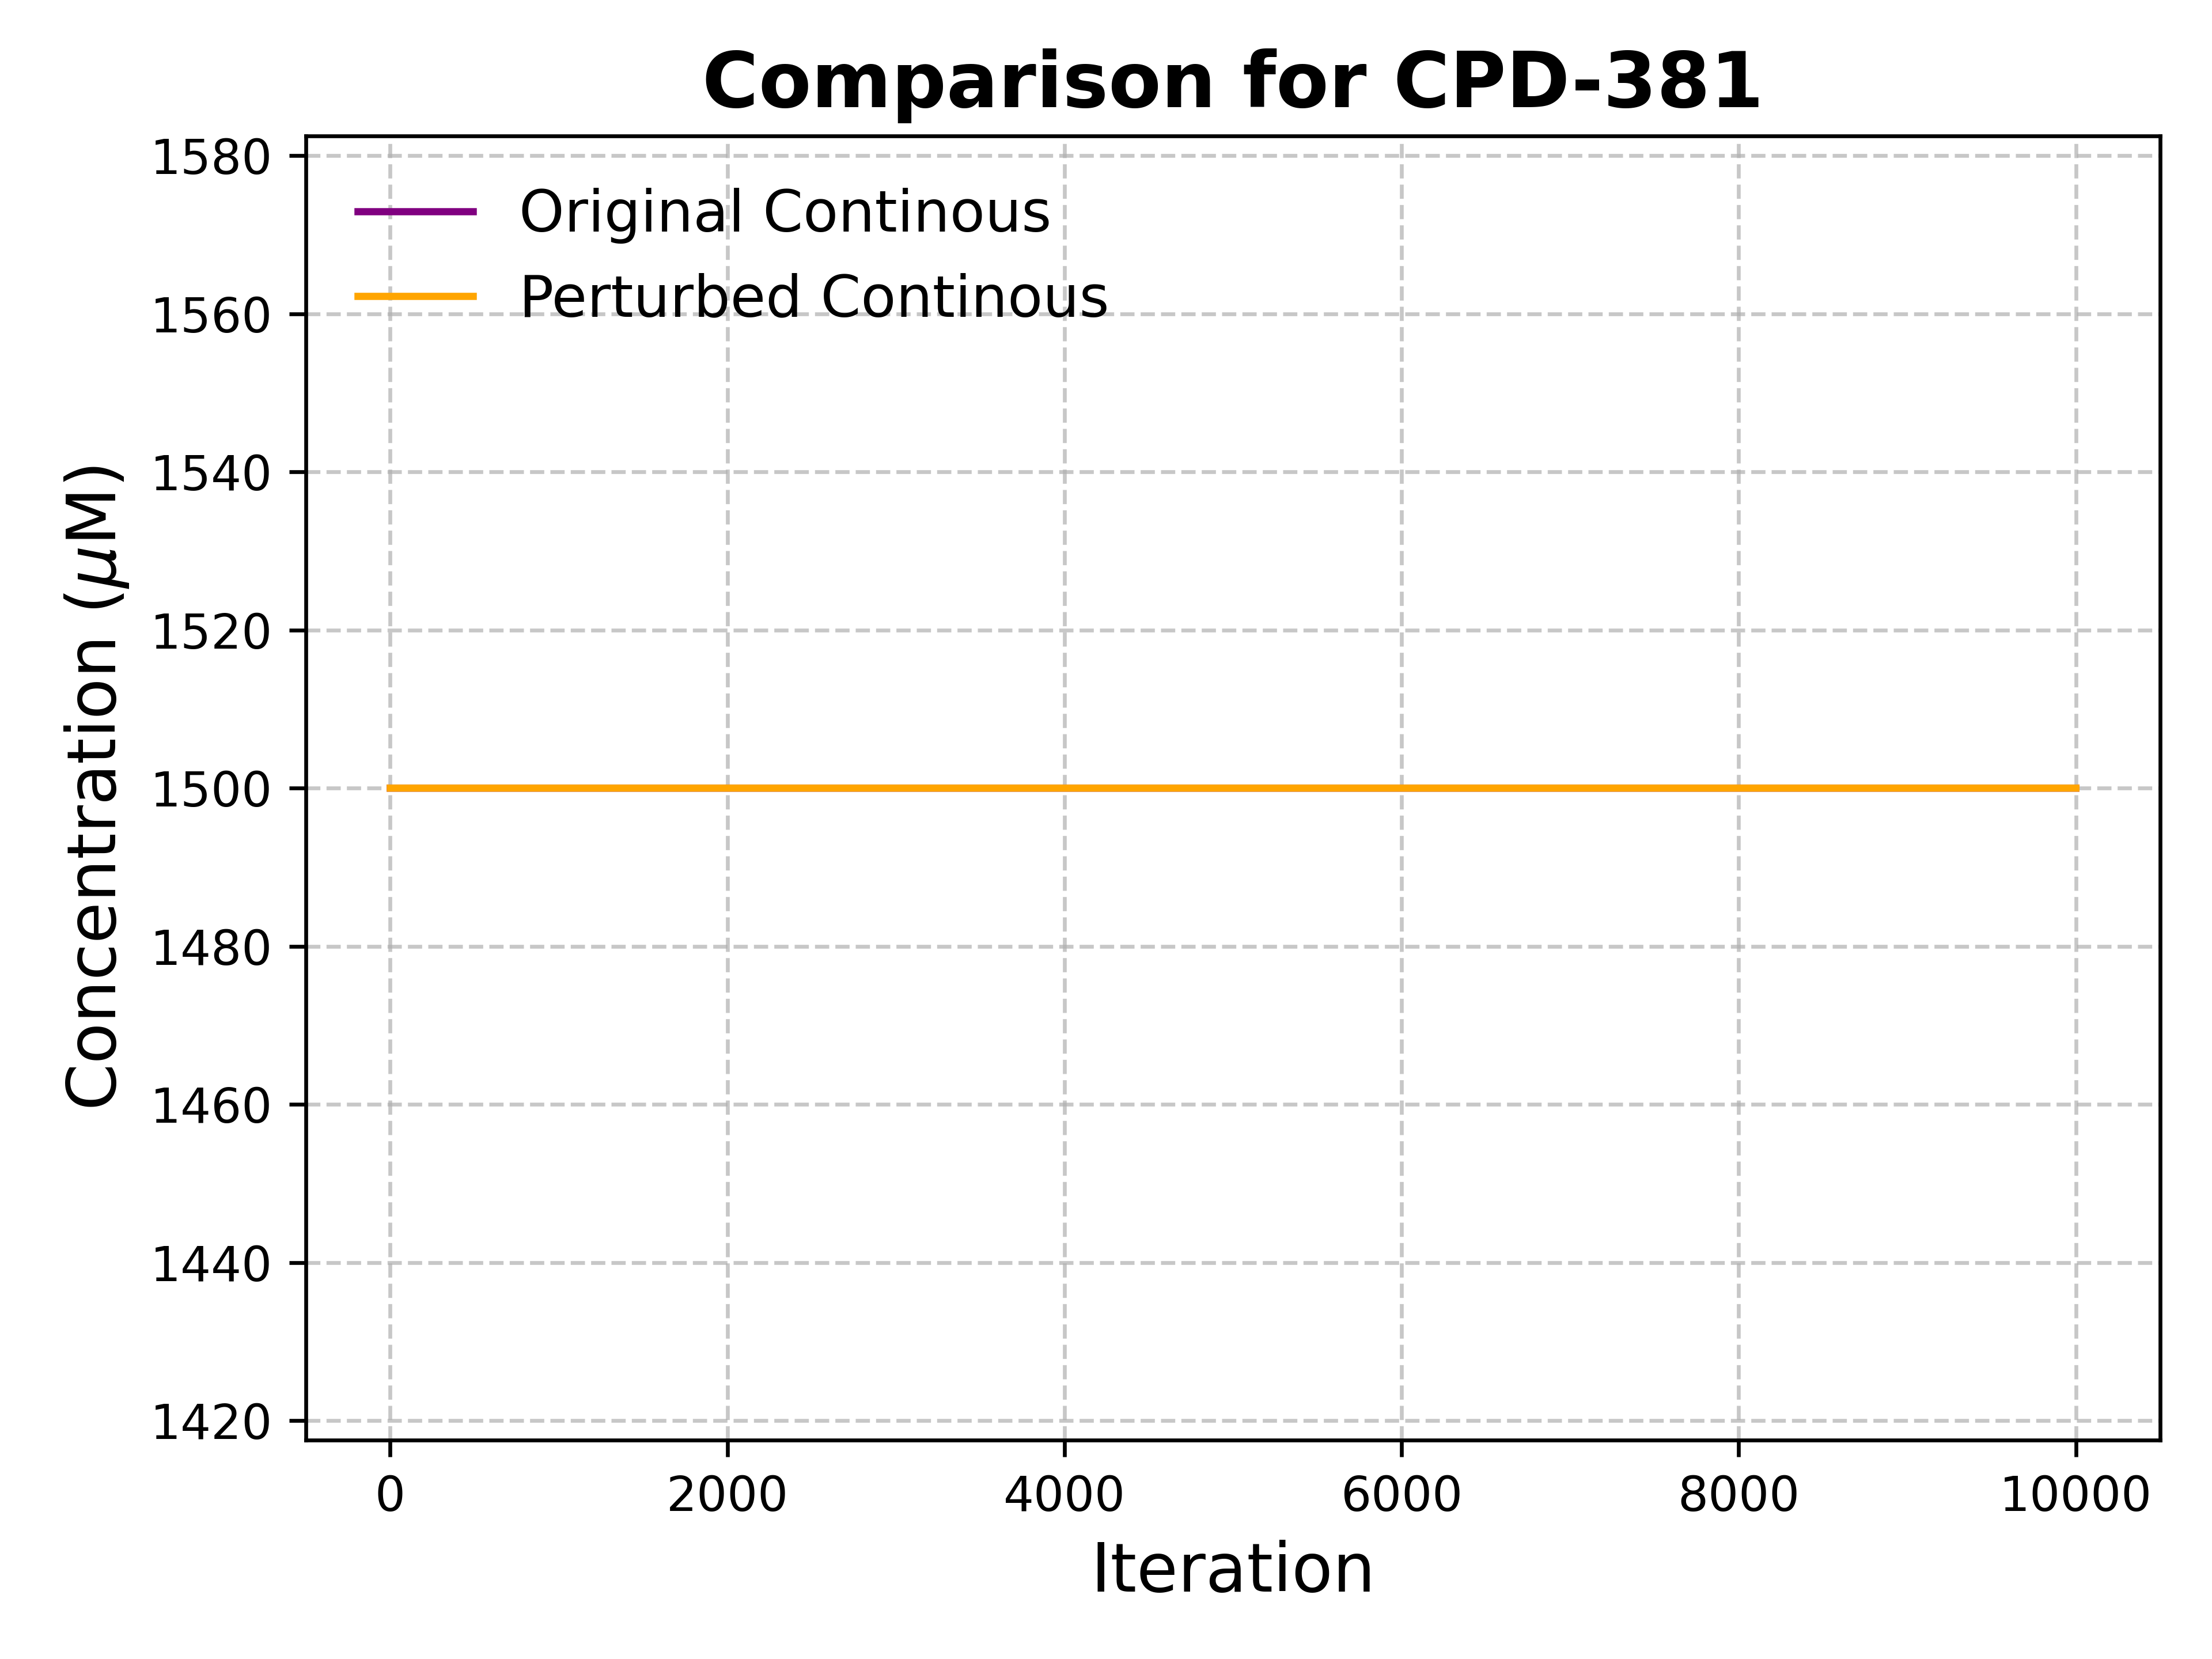 Comparison for CPD-381
1580
1560
1540
1520
1500
1480
1460
1440
1420
Concentration (μM)
Original Continous
Perturbed Continous
0 2000 4000 6000 8000 10000
Iteration